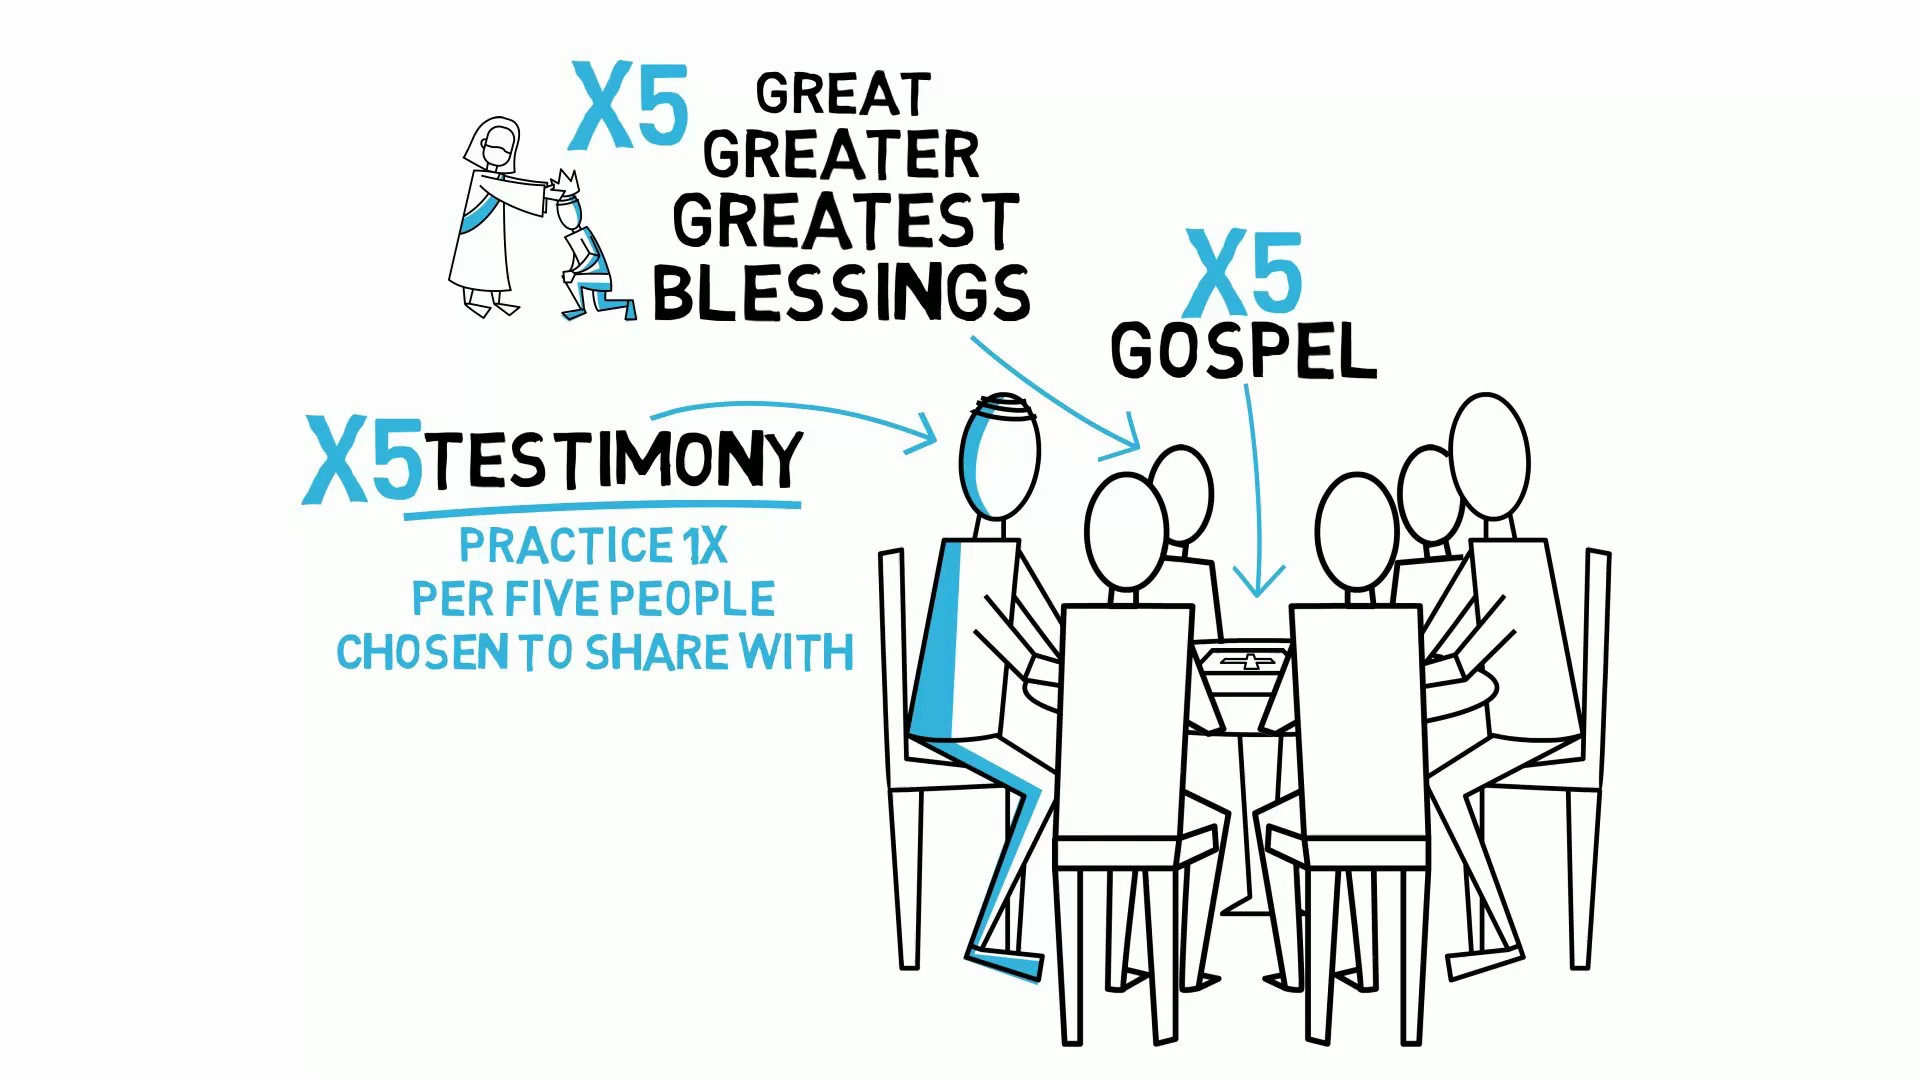 X5 GREAT
GREATER
GREATEST
BLESSINGS
X5
GOSPEL
X5 TESTIMONY
PRACTICE 1X
PER FIVE PEOPLE
CHOSEN TO SHARE WITH